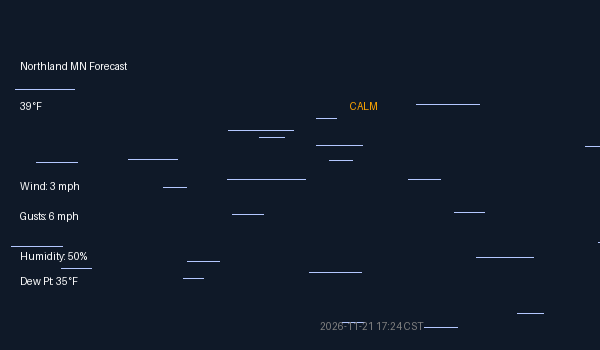 Northland MN Forecast
39°F
CALM
Wind: 3 mph
Gusts: 6 mph
Humidity: 50%
Dew Pt: 35°F
2026-11-21 17:24 CST